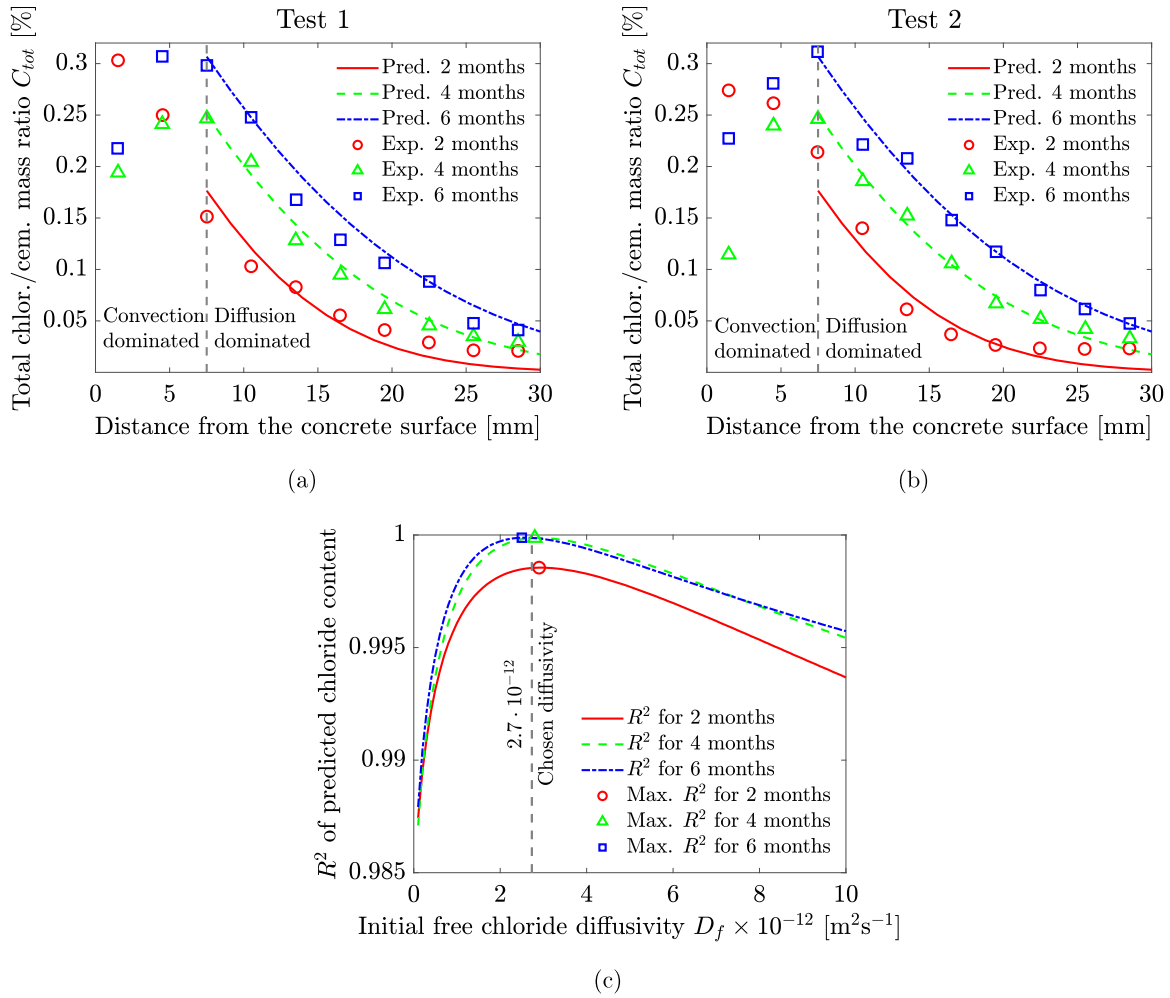 Test 1
Total chlor./cem. mass ratio C_tot [%]
0.3
0.25
0.2
0.15
0.1
0.05
Pred. 2 months
Pred. 4 months
Pred. 6 months
Exp. 2 months
Exp. 4 months
Exp. 6 months
Convection
dominated
Diffusion
dominated
0 5 10 15 20 25 30
Distance from the concrete surface [mm]
(a)
Test 2
Total chlor./cem. mass ratio C_tot [%]
0.3
0.25
0.2
0.15
0.1
0.05
Pred. 2 months
Pred. 4 months
Pred. 6 months
Exp. 2 months
Exp. 4 months
Exp. 6 months
Convection
dominated
Diffusion
dominated
0 5 10 15 20 25 30
Distance from the concrete surface [mm]
(b)
R² of predicted chloride content
1
0.995
0.99
0.985
2.7 · 10⁻¹²
Chosen diffusivity
R² for 2 months
R² for 4 months
R² for 6 months
Max. R² for 2 months
Max. R² for 4 months
Max. R² for 6 months
0 2 4 6 8 10
Initial free chloride diffusivity D_f × 10⁻¹² [m²s⁻¹]
(c)